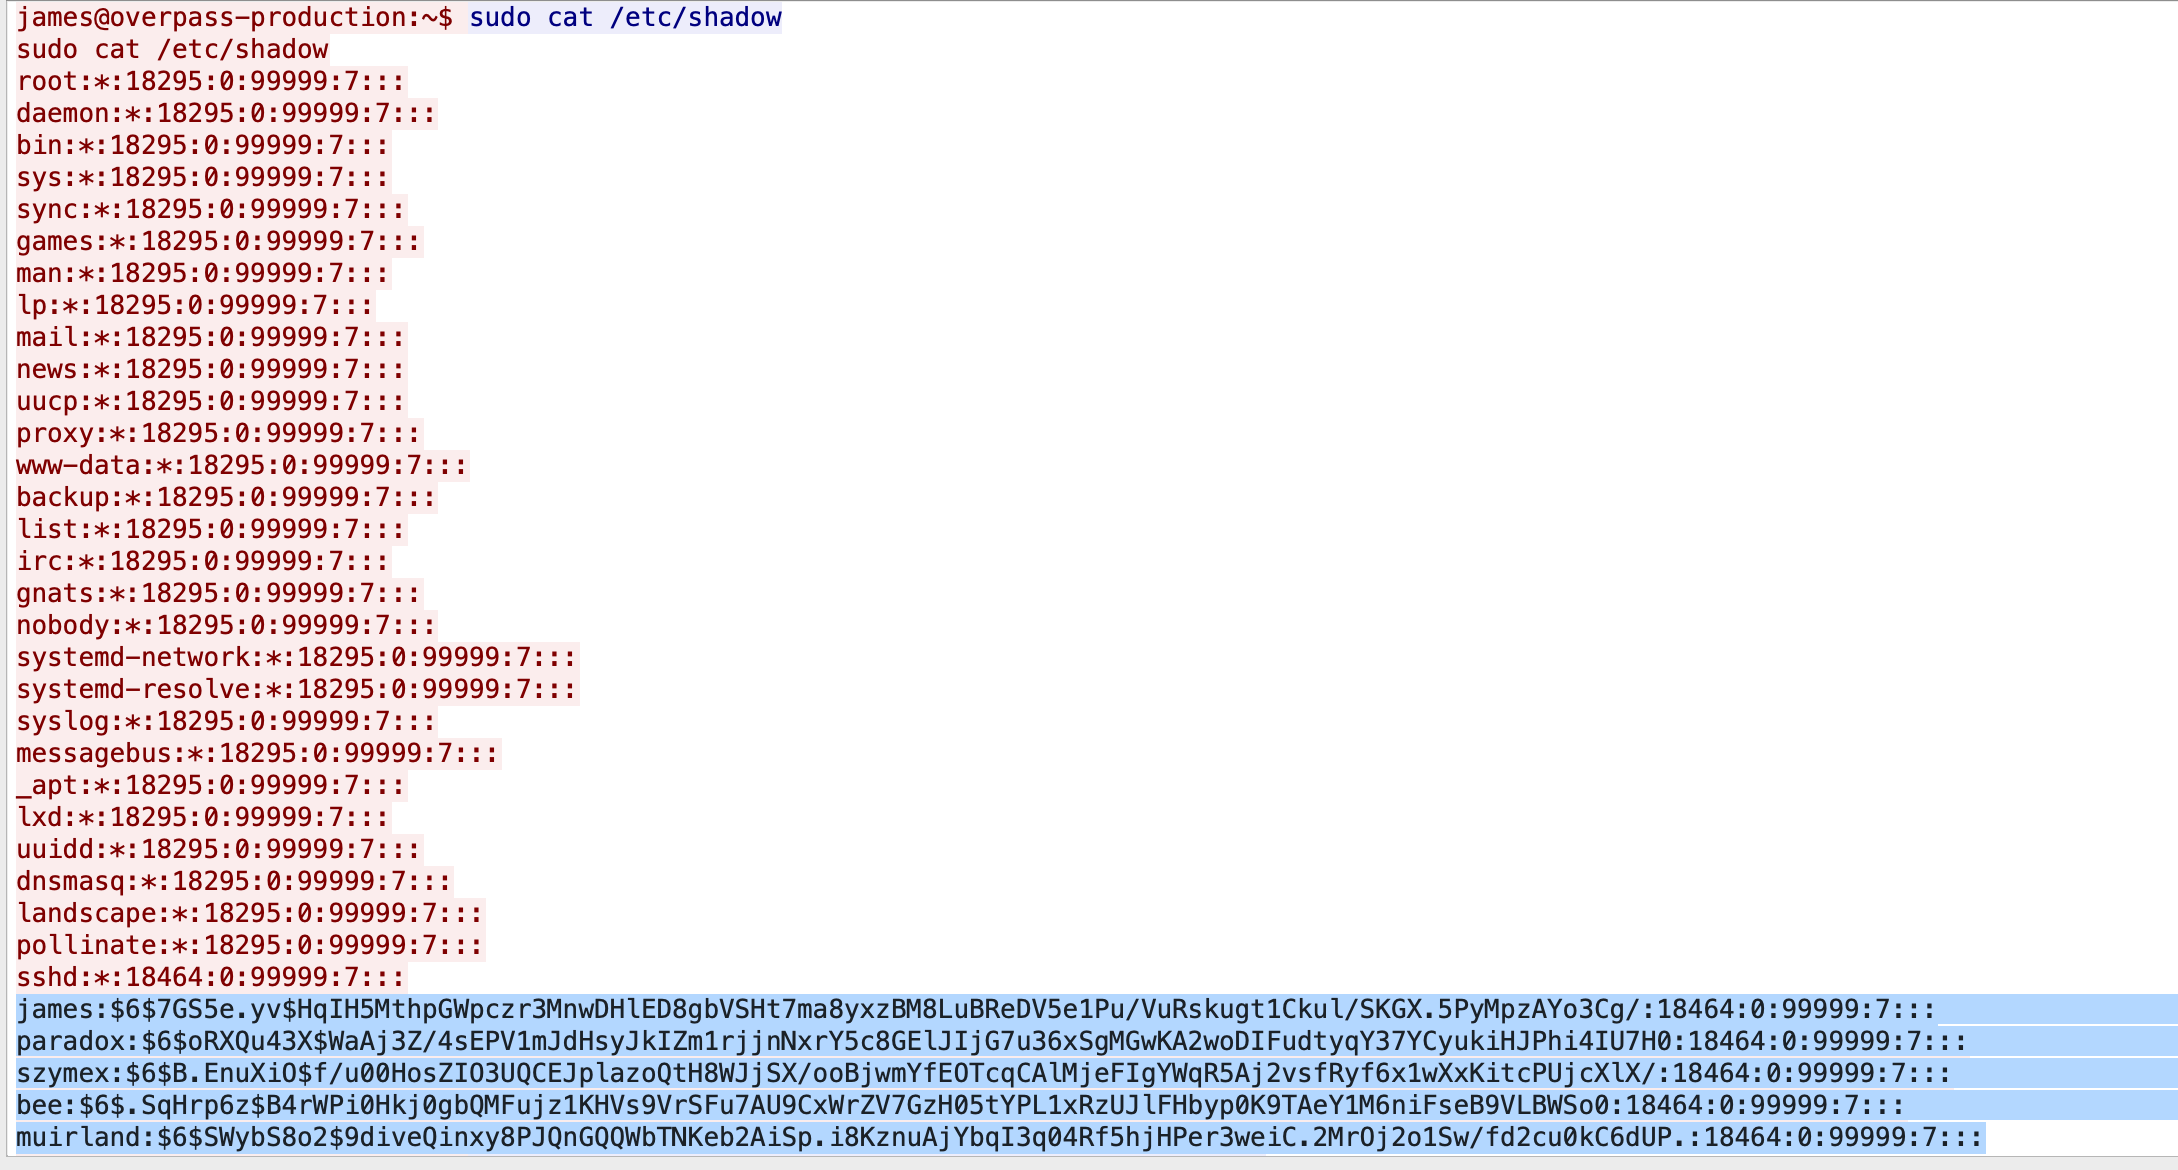 james@overpass-production:~$ sudo cat /etc/shadow
sudo cat /etc/shadow
root:*:18295:0:99999:7:::
daemon:*:18295:0:99999:7:::
bin:*:18295:0:99999:7:::
sys:*:18295:0:99999:7:::
sync:*:18295:0:99999:7:::
games:*:18295:0:99999:7:::
man:*:18295:0:99999:7:::
lp:*:18295:0:99999:7:::
mail:*:18295:0:99999:7:::
news:*:18295:0:99999:7:::
uucp:*:18295:0:99999:7:::
proxy:*:18295:0:99999:7:::
www-data:*:18295:0:99999:7:::
backup:*:18295:0:99999:7:::
list:*:18295:0:99999:7:::
irc:*:18295:0:99999:7:::
gnats:*:18295:0:99999:7:::
nobody:*:18295:0:99999:7:::
systemd-network:*:18295:0:99999:7:::
systemd-resolve:*:18295:0:99999:7:::
syslog:*:18295:0:99999:7:::
messagebus:*:18295:0:99999:7:::
_apt:*:18295:0:99999:7:::
lxd:*:18295:0:99999:7:::
uuidd:*:18295:0:99999:7:::
dnsmasq:*:18295:0:99999:7:::
landscape:*:18295:0:99999:7:::
pollinate:*:18295:0:99999:7:::
sshd:*:18464:0:99999:7:::
james:$6$7GS5e.yv$HqIH5MthpGWpczr3MnwDHlED8gbVSHt7ma8yxzBM8LuBReDV5e1Pu/VuRskugt1Ckul/SKGX.5PyMpzAYo3Cg/:18464:0:99999:7:::
paradox:$6$oRXQu43X$WaAj3Z/4sEPV1mJdHsyJkIZm1rjjnNxrY5c8GElJIjG7u36xSgMGwKA2woDIFudtyqY37YCyukiHJPhi4IU7H0:18464:0:99999:7:::
szymex:$6$B.EnuXiO$f/u00HosZIO3UQCEJplazoQtH8WJjSX/ooBjwmYfEOTcqCAlMjeFIgYWqR5Aj2vsfRyf6x1wXxKitcPUjcXlX/:18464:0:99999:7:::
bee:$6$.SqHrp6z$B4rWPi0Hkj0gbQMFujz1KHVs9VrSFu7AU9CxWrZV7GzH05tYPL1xRzUJlFHbyp0K9TAeY1M6niFseB9VLBWSo0:18464:0:99999:7:::
muirland:$6$SWybS8o2$9diveQinxy8PJQnGQQWbTNKeb2AiSp.i8KznuAjYbqI3q04Rf5hjHPer3weiC.2MrOj2o1Sw/fd2cu0kC6dUP.:18464:0:99999:7:::